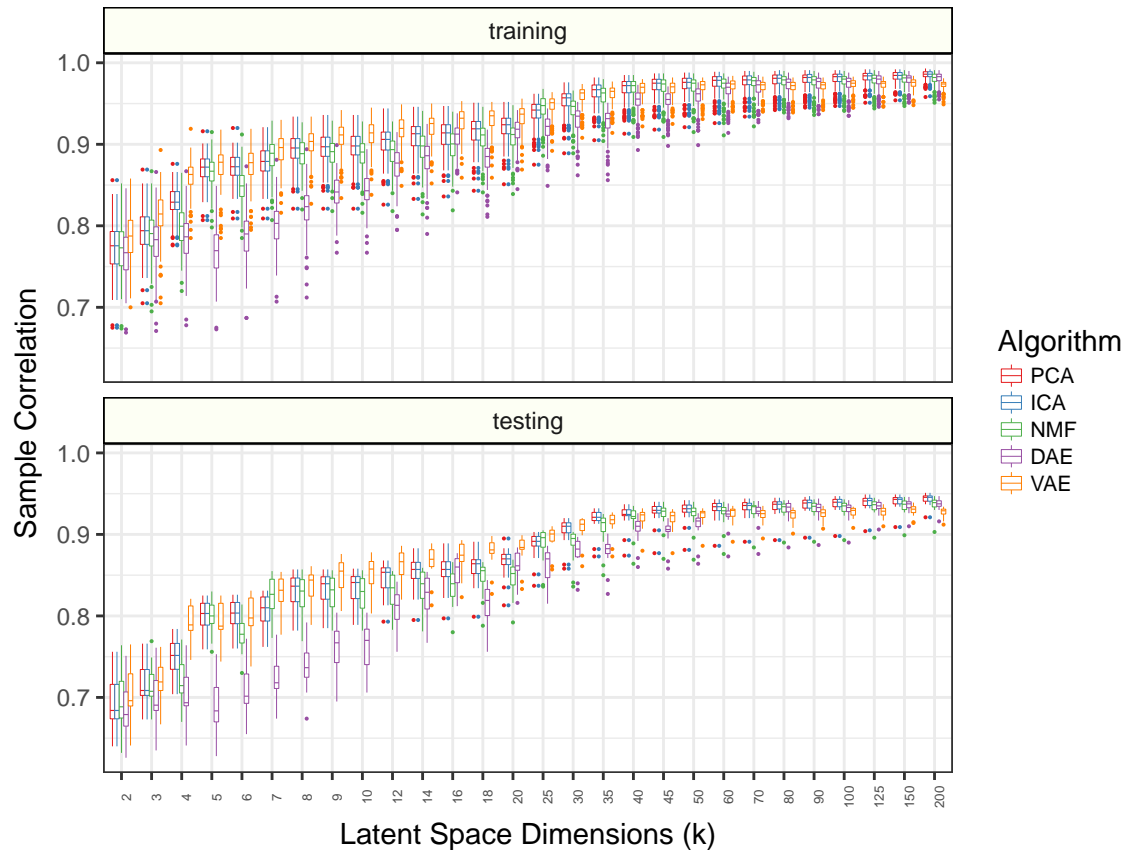 training
1.0
0.9
0.8
0.7
testing
1.0
0.9
0.8
0.7
Sample Correlation
2 3 4 5 6 7 8 9 10 12 14 16 18 20 25 30 35 40 45 50 60 70 80 90 100 125 150 200
Latent Space Dimensions (k)
Algorithm
PCA
ICA
NMF
DAE
VAE